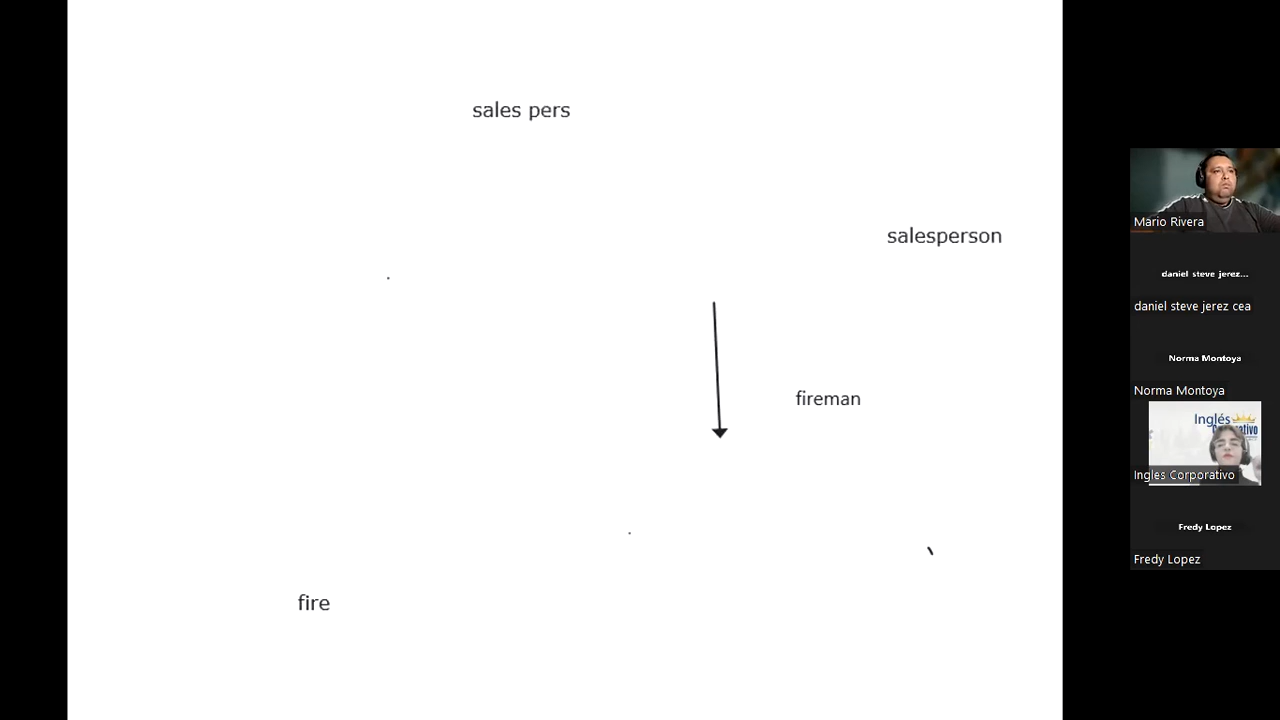 sales pers
salesperson
fireman
fire
Mario Rivera
daniel steve jerez...
daniel steve jerez cea
Norma Montoya
Norma Montoya
Inglés
Ingles Corporativo
Fredy Lopez
Fredy Lopez